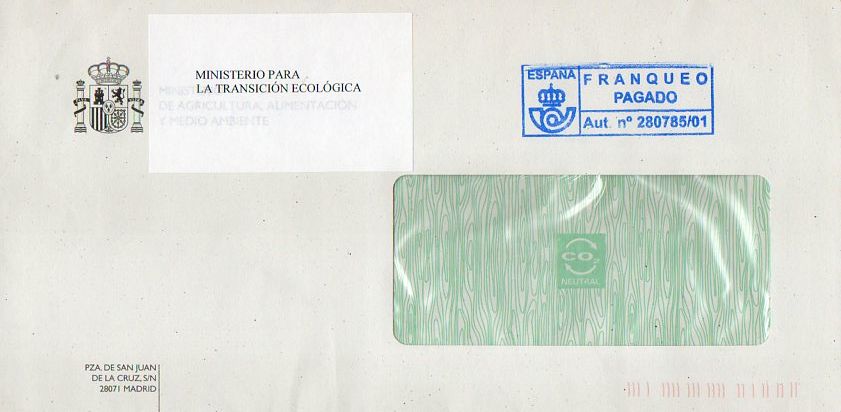 MINISTERIO PARA
LA TRANSICIÓN ECOLÓGICA
MINIST
DE AGRICULTURA, ALIMENTACIÓN
Y MEDIO AMBIENTE
ESPAÑA
FRANQUEO
PAGADO
Aut. nº 280785/01
CO2
NEUTRAL
PZA. DE SAN JUAN
DE LA CRUZ, S/N
28071 MADRID